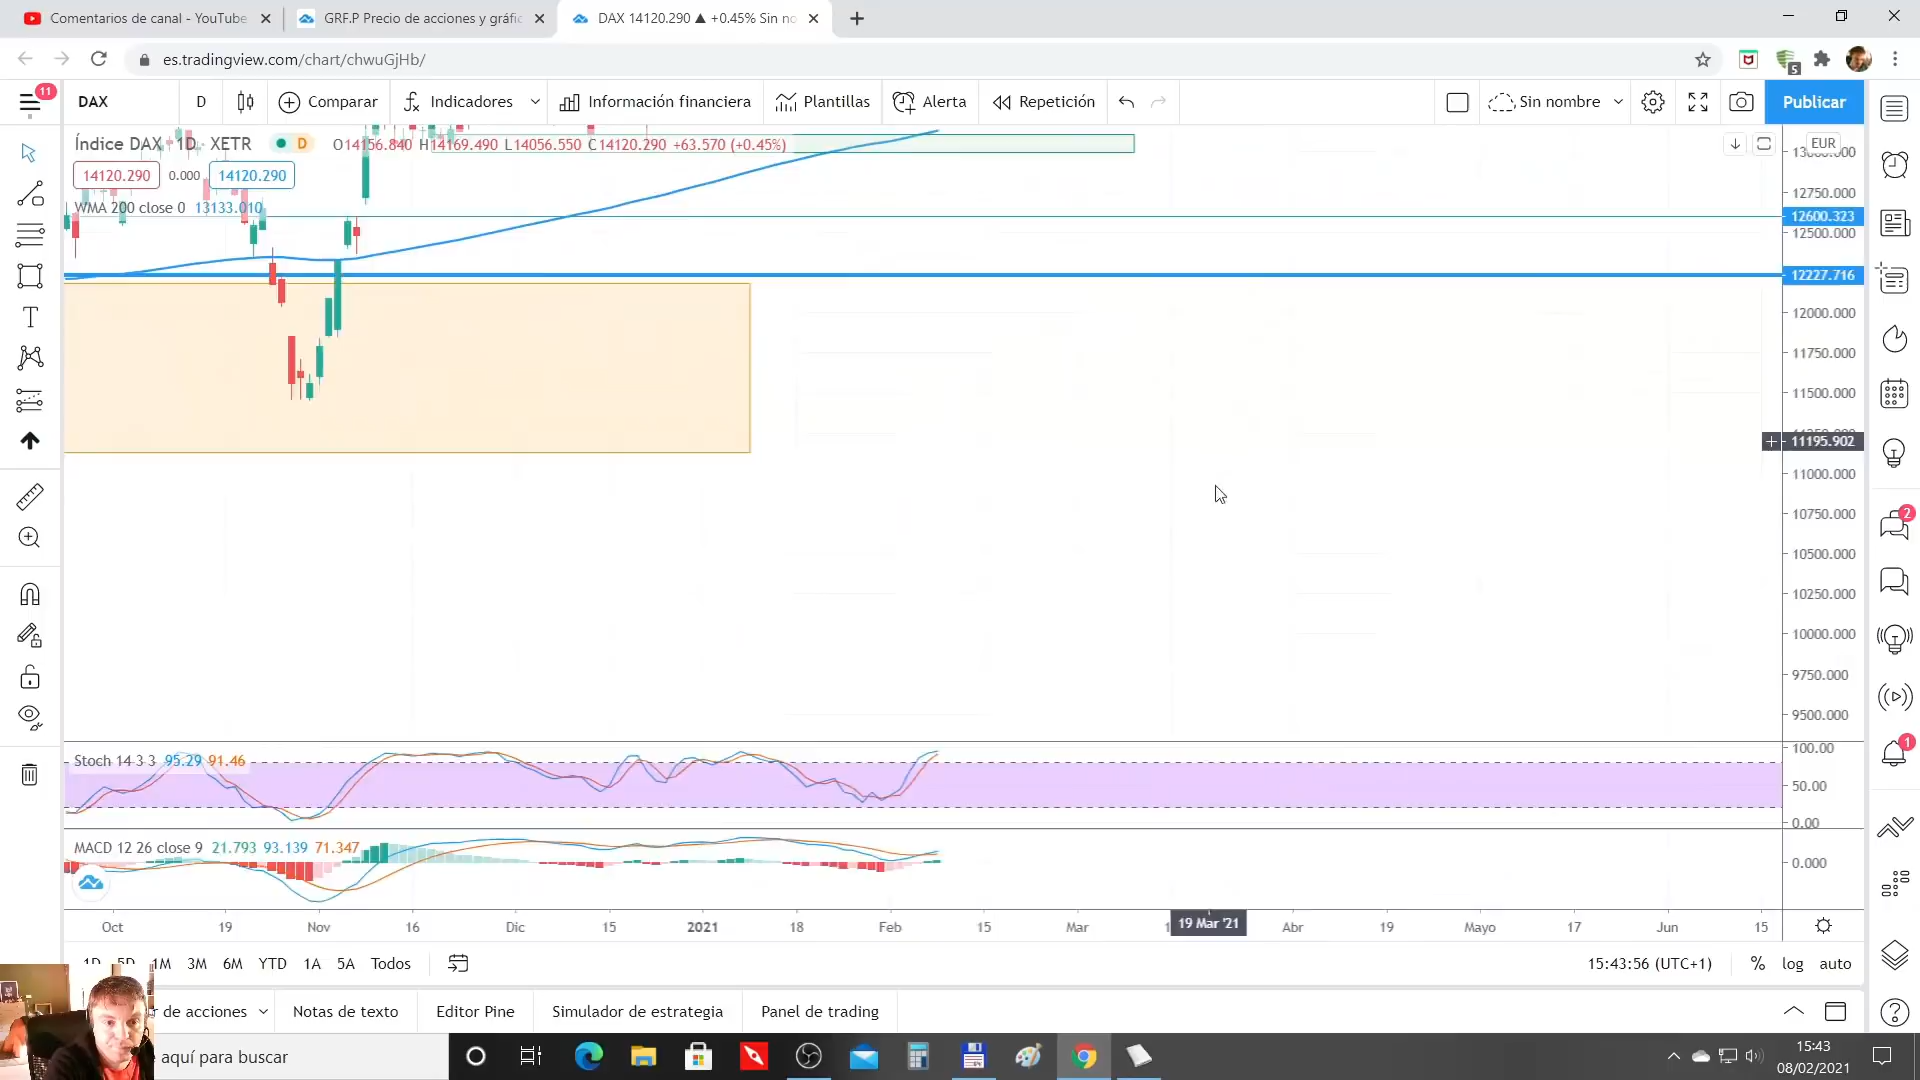 Comentarios de canal - YouTube
GRF.P Precio de acciones y gráfic
DAX 14120.290 ▲ +0.45% Sin no
es.tradingview.com/chart/chwuGjHb/
5
11
DAX
D
Comparar
Indicadores
Información financiera
Plantillas
Alerta
Repetición
Sin nombre
Publicar
Índice DAX · 1D · XETR
D
O14156.840 H14169.490 L14056.550 C14120.290 +63.570 (+0.45%)
EUR
14120.290
0.000
14120.290
WMA 200 close 0 13133.010
12750.000
12600.323
12500.000
12227.716
12000.000
11750.000
11500.000
11195.902
11000.000
10750.000
10500.000
10250.000
10000.000
9750.000
9500.000
2
1
Stoch 14 3 3 95.29 91.46
100.00
50.00
0.00
MACD 12 26 close 9 21.793 93.139 71.347
0.000
Oct
19
Nov
16
Dic
15
2021
18
Feb
15
Mar
19 Mar '21
Abr
19
Mayo
17
Jun
15
1D
5D
1M
3M
6M
YTD
1A
5A
Todos
15:43:56 (UTC+1)
%
log
auto
de acciones
Notas de texto
Editor Pine
Simulador de estrategia
Panel de trading
aquí para buscar
15:43
08/02/2021